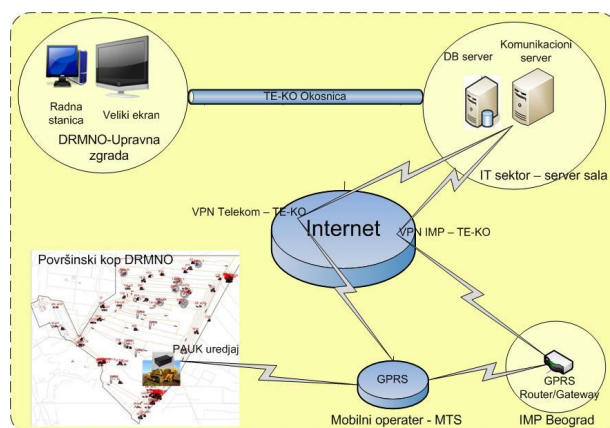 Radna
stanica
Veliki ekran
DRMNO-Upravna
zgrada
TE-KO Okosnica
DB server
Komunikacioni
server
IT sektor – server sala
VPN Telekom – TE-KO
Internet
VPN IMP – TE-KO
Površinski kop DRMNO
PAUK uredjaj
GPRS
Mobilni operater - MTS
GPRS
Router/Gateway
IMP Beograd